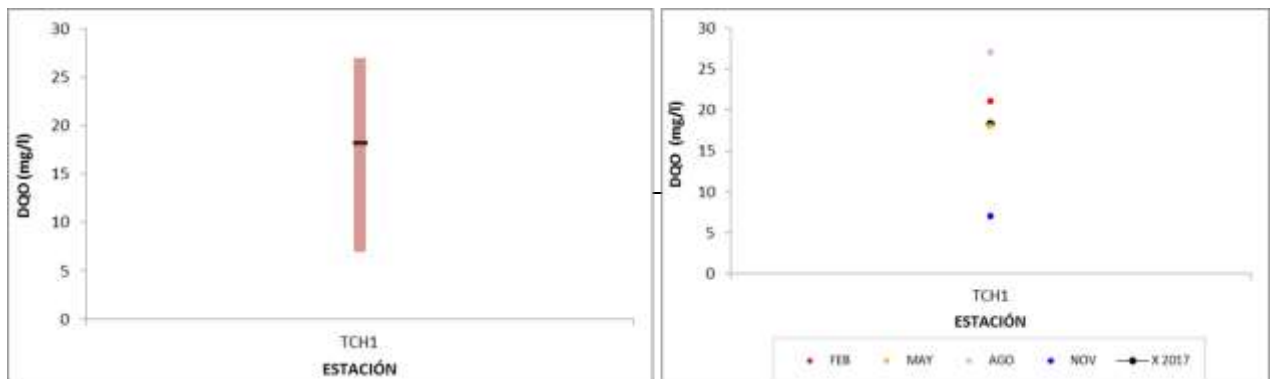 30
25
20
15
10
5
0
DQO (mg/l)
TCH1
ESTACIÓN
30
25
20
15
10
5
0
DQO (mg/l)
TCH1
ESTACIÓN
FEB MAY AGO NOV X 2017